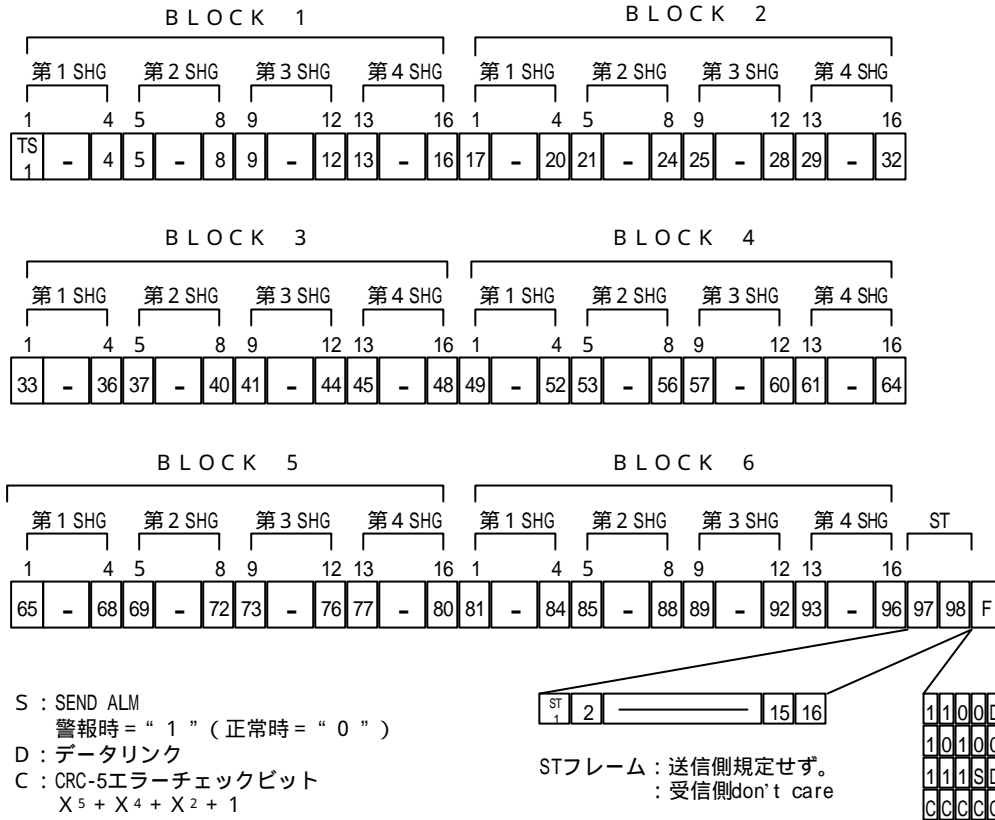 BLOCK 1 BLOCK 2
第1SHG 第2SHG 第3SHG 第4SHG 第1SHG 第2SHG 第3SHG 第4SHG
1 4 5 8 9 12 13 16 1 4 5 8 9 12 13 16
TS
1 - 4 5 - 8 9 - 12 13 - 16 17 - 20 21 - 24 25 - 28 29 - 32
BLOCK 3 BLOCK 4
第1SHG 第2SHG 第3SHG 第4SHG 第1SHG 第2SHG 第3SHG 第4SHG
1 4 5 8 9 12 13 16 1 4 5 8 9 12 13 16
33 - 36 37 - 40 41 - 44 45 - 48 49 - 52 53 - 56 57 - 60 61 - 64
BLOCK 5 BLOCK 6
第1SHG 第2SHG 第3SHG 第4SHG 第1SHG 第2SHG 第3SHG 第4SHG ST
1 4 5 8 9 12 13 16 1 4 5 8 9 12 13 16
65 - 68 69 - 72 73 - 76 77 - 80 81 - 84 85 - 88 89 - 92 93 - 96 97 98 F
S:SEND ALM
警報時=“1”(正常時=“0”)
D:データリンク
C:CRC-5エラーチェックビット
X5+X4+X2+1
ST
1 2 15 16
STフレーム:送信側規定せず。
:受信側don't care
1 1 0 0 D
1 0 1 0 0
1 1 1 S D
C C C C C